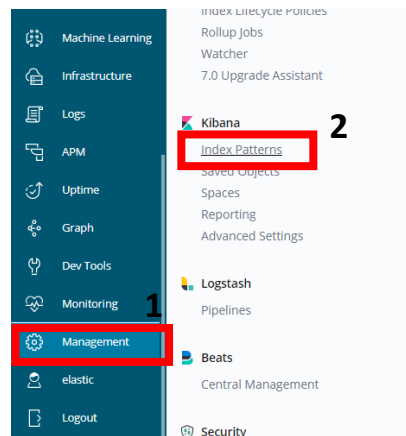 Machine Learning
Infrastructure
Logs
APM
Uptime
Graph
Dev Tools
Monitoring
1
Management
elastic
Logout
Index Lifecycle Policies
Rollup Jobs
Watcher
7.0 Upgrade Assistant
Kibana
2
Index Patterns
Saved Objects
Spaces
Reporting
Advanced Settings
Logstash
Pipelines
Beats
Central Management
Security